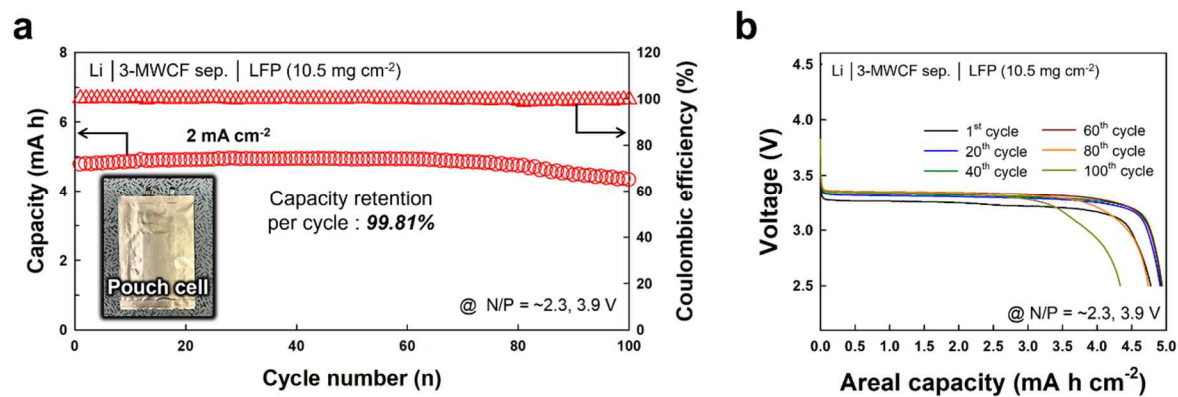 a
Li | 3-MWCF sep. | LFP (10.5 mg cm-2)
2 mA cm-2
Capacity retention
per cycle : 99.81%
Pouch cell
@ N/P = ~2.3, 3.9 V
Capacity (mA h)
0
2
4
6
8
Coulombic efficiency (%)
0
20
40
60
80
100
120
0 20 40 60 80 100
Cycle number (n)
b
Li | 3-MWCF sep. | LFP (10.5 mg cm-2)
1st cycle 60th cycle
20th cycle 80th cycle
40th cycle 100th cycle
@ N/P = ~2.3, 3.9 V
Voltage (V)
4.5
4.0
3.5
3.0
2.5
0.0 0.5 1.0 1.5 2.0 2.5 3.0 3.5 4.0 4.5 5.0
Areal capacity (mA h cm-2)